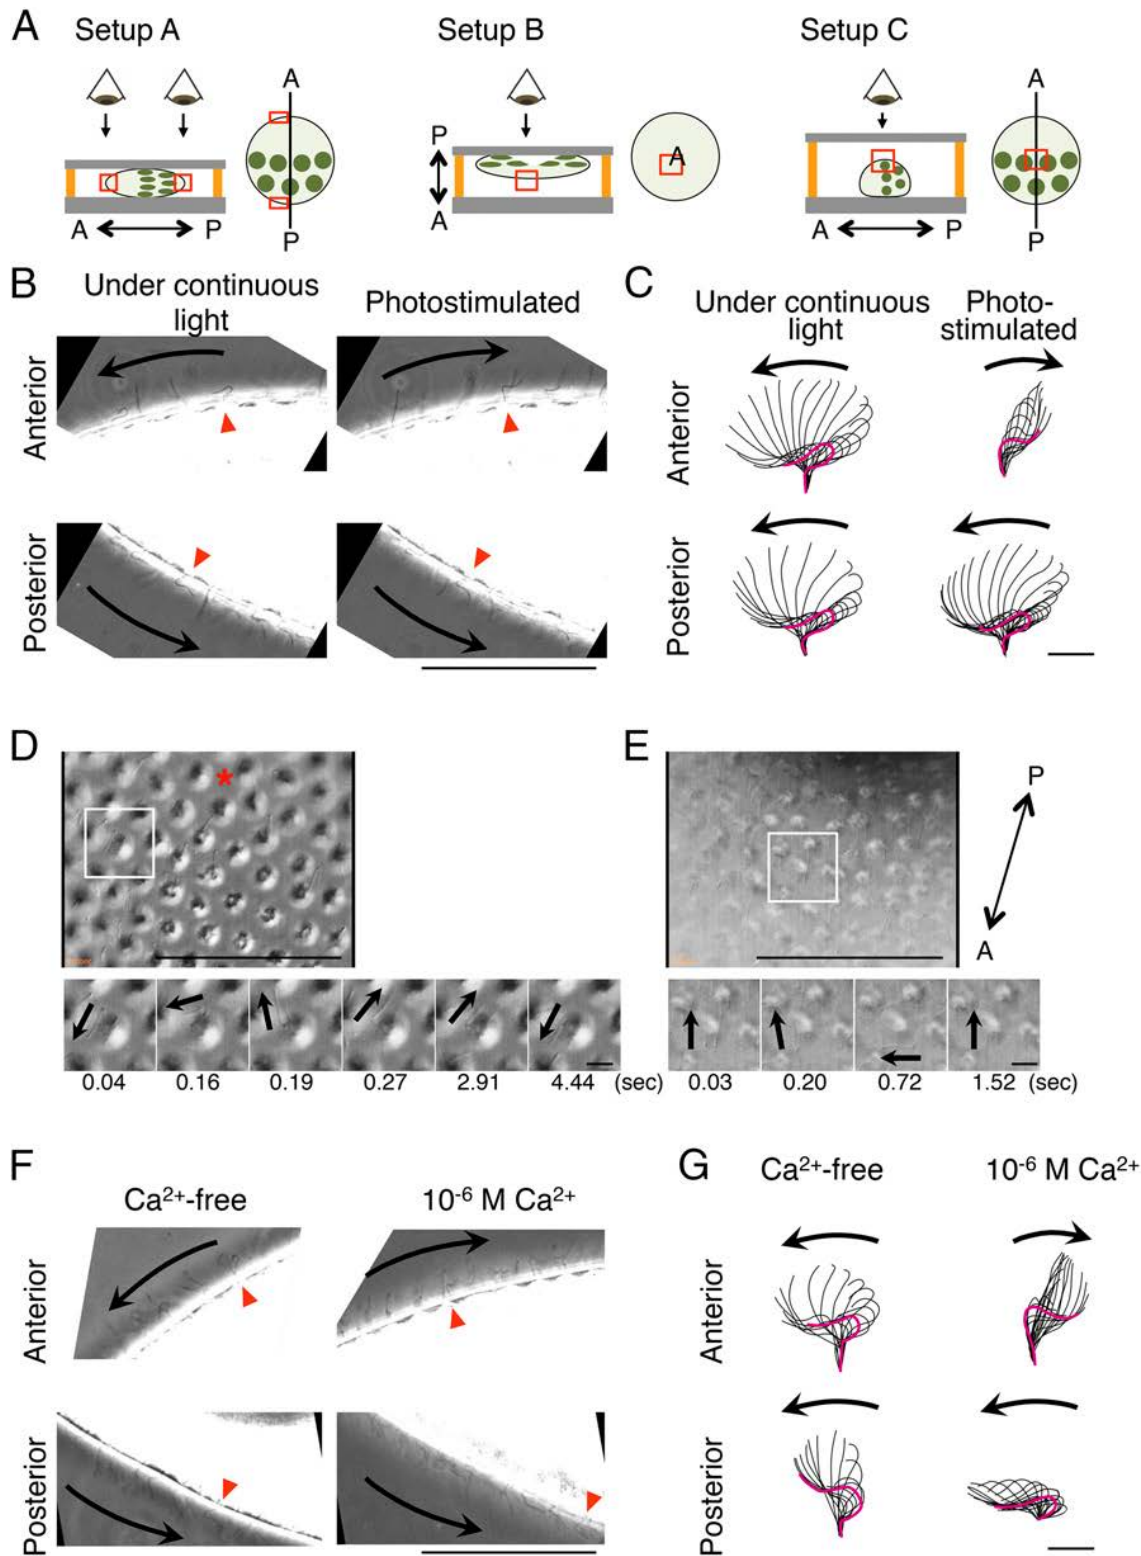 A
Setup A
Setup B
Setup C
A
P
A
P
P
A
A
A
P
A
P
B
Under continuous
light
Photostimulated
Anterior
Posterior
C
Under continuous
light
Photo-
stimulated
Anterior
Posterior
D
*
0.04
0.16
0.19
0.27
2.91
4.44
(sec)
E
P
A
0.03
0.20
0.72
1.52
(sec)
F
Ca²⁺-free
10⁻⁶ M Ca²⁺
Anterior
Posterior
G
Ca²⁺-free
10⁻⁶ M Ca²⁺
Anterior
Posterior